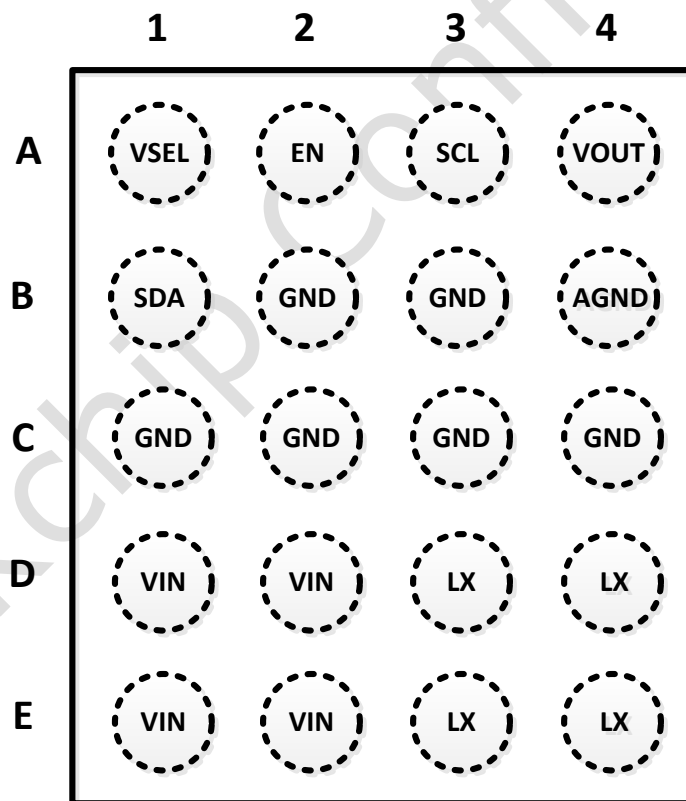 1 2 3 4
A VSEL EN SCL VOUT
B SDA GND GND AGND
C GND GND GND GND
D VIN VIN LX LX
E VIN VIN LX LX